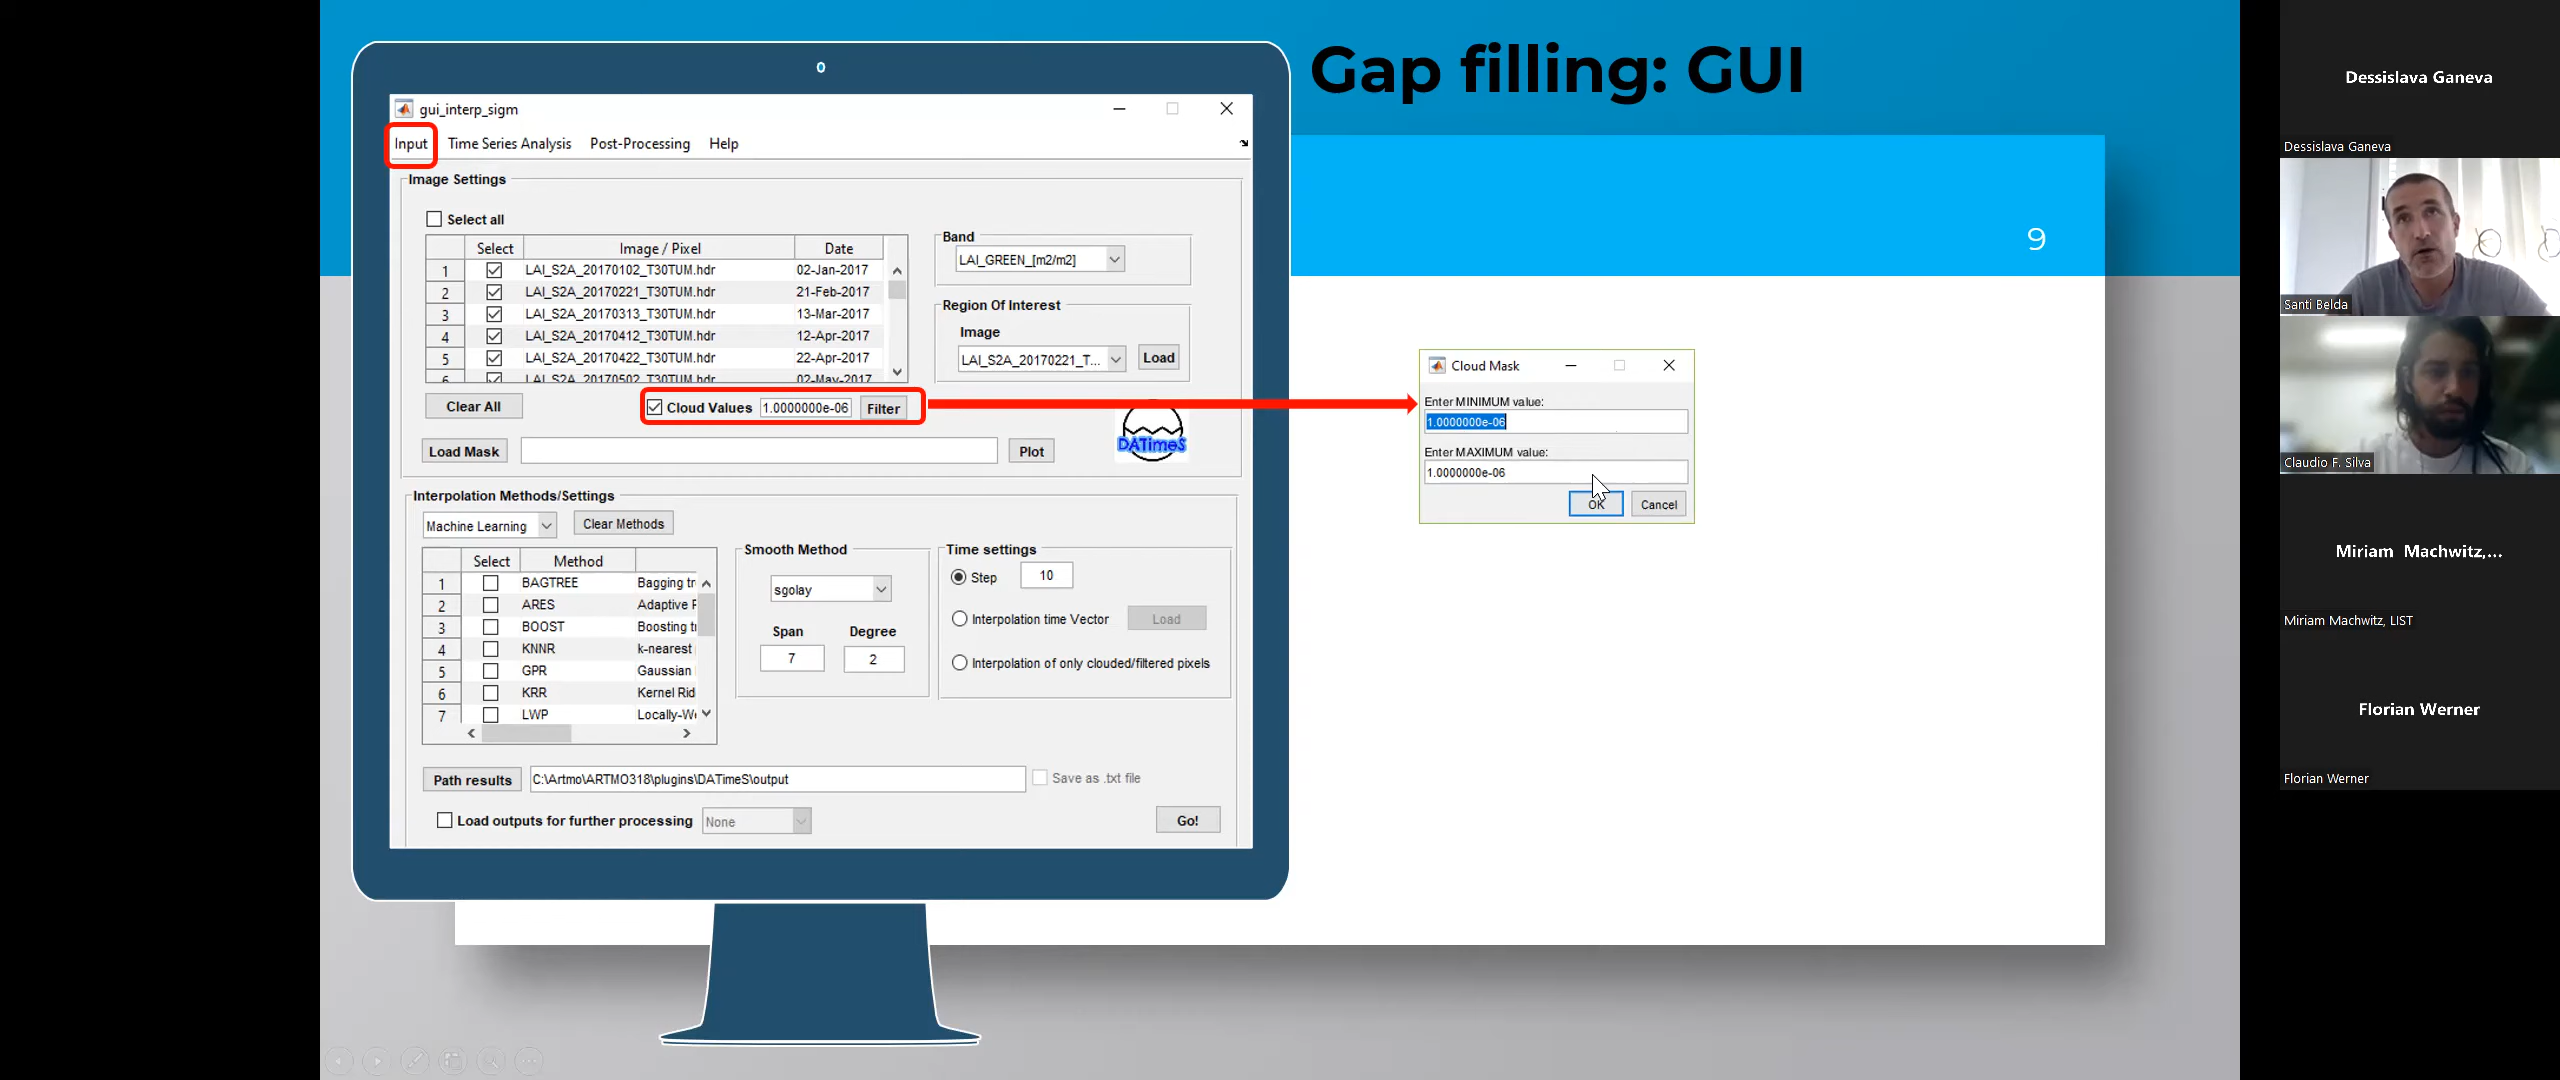 Gap filling: GUI
9
gui_interp_sigm
Input Time Series Analysis Post-Processing Help
Image Settings
Select all
Select Image / Pixel Date
1 LAI_S2A_20170102_T30TUM.hdr 02-Jan-2017
2 LAI_S2A_20170221_T30TUM.hdr 21-Feb-2017
3 LAI_S2A_20170313_T30TUM.hdr 13-Mar-2017
4 LAI_S2A_20170412_T30TUM.hdr 12-Apr-2017
5 LAI_S2A_20170422_T30TUM.hdr 22-Apr-2017
6 LAI_S2A_20170502_T30TUM.hdr 02-May-2017
Band
LAI_GREEN_[m2/m2]
Region Of Interest
Image
LAI_S2A_20170221_T... Load
Clear All Cloud Values 1.0000000e-06 Filter
Load Mask Plot
DATimeS
Interpolation Methods/Settings
Machine Learning Clear Methods
Select Method
1 BAGTREE Bagging tr
2 ARES Adaptive F
3 BOOST Boosting tr
4 KNNR k-nearest
5 GPR Gaussian
6 KRR Kernel Rid
7 LWP Locally-We
Smooth Method
sgolay
Span Degree
7 2
Time settings
Step 10
Interpolation time Vector Load
Interpolation of only clouded/filtered pixels
Path results C:\Artmo\ARTMO318\plugins\DATimeS\output Save as .txt file
Load outputs for further processing None Go!
Cloud Mask
Enter MINIMUM value:
1.0000000e-06
Enter MAXIMUM value:
1.0000000e-06
OK Cancel
Dessislava Ganeva
Dessislava Ganeva
Santi Belda
Claudio F. Silva
Miriam Machwitz,...
Miriam Machwitz, LIST
Florian Werner
Florian Werner